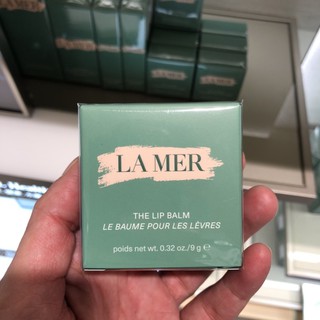 LA MER
THE LIP BALM
LE BAUME POUR LES LÈVRES
poids net wt. 0.32 oz./9 g ℮